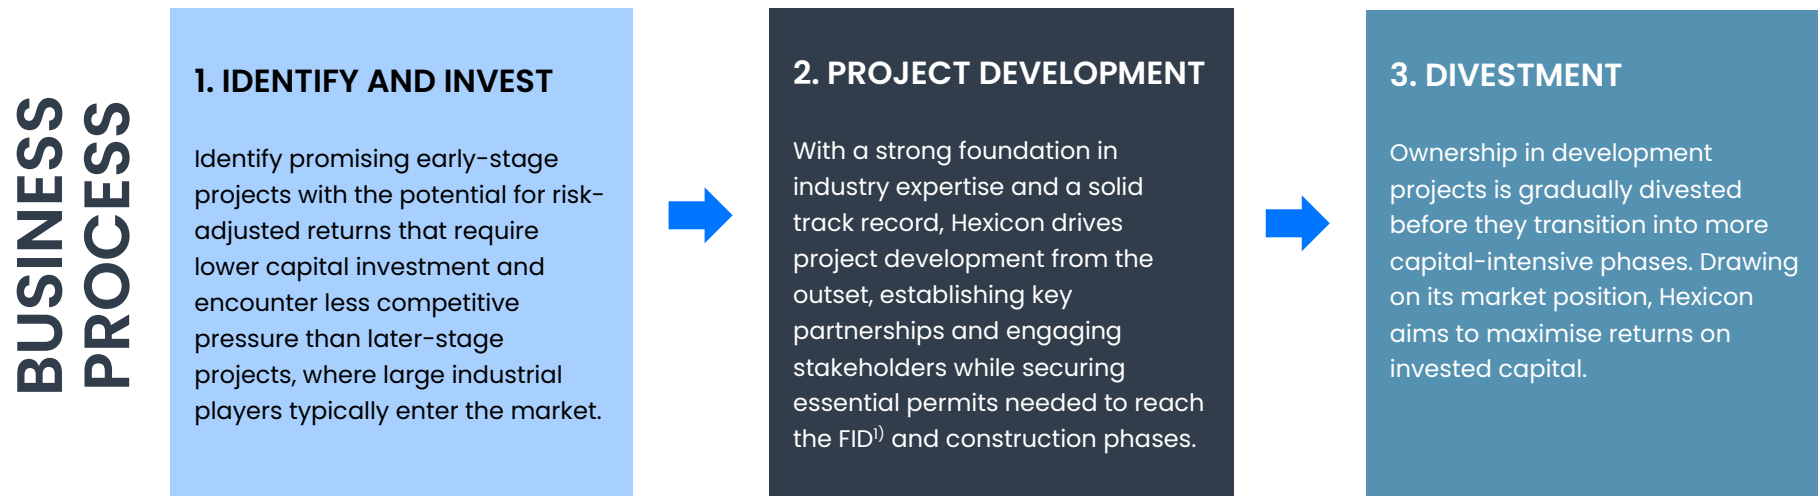 BUSINESS
PROCESS
1. IDENTIFY AND INVEST
Identify promising early-stage
projects with the potential for risk-
adjusted returns that require
lower capital investment and
encounter less competitive
pressure than later-stage
projects, where large industrial
players typically enter the market.
2. PROJECT DEVELOPMENT
With a strong foundation in
industry expertise and a solid
track record, Hexicon drives
project development from the
outset, establishing key
partnerships and engaging
stakeholders while securing
essential permits needed to reach
the FID¹⁾ and construction phases.
3. DIVESTMENT
Ownership in development
projects is gradually divested
before they transition into more
capital-intensive phases. Drawing
on its market position, Hexicon
aims to maximise returns on
invested capital.